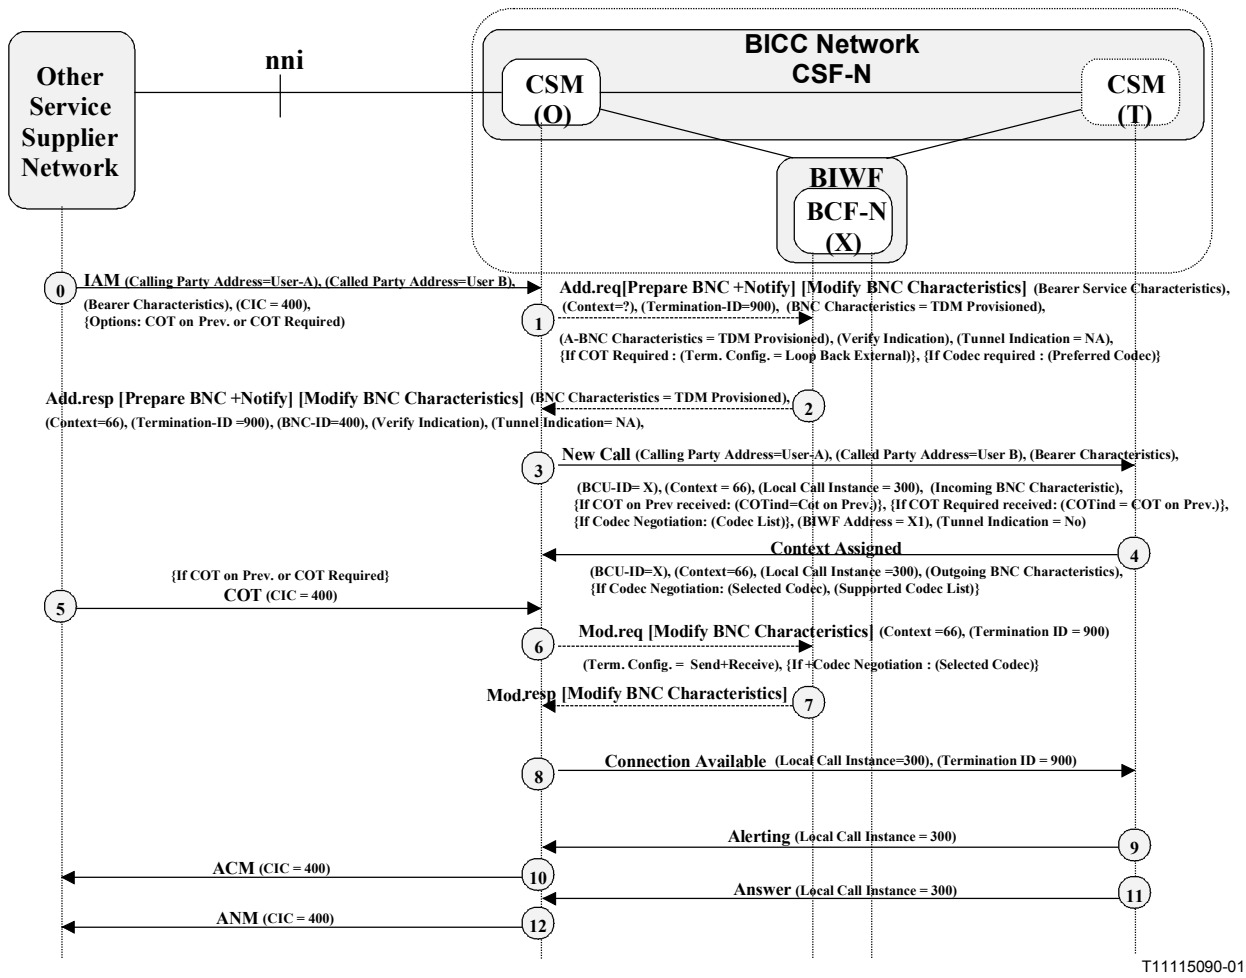 BICC Network
CSF-N
Other
Service
Supplier
Network
nni
CSM
(O)
CSM
(T)
BIWF
BCF-N
(X)
0
IAM (Calling Party Address=User-A), (Called Party Address=User B),
(Bearer Characteristics), (CIC = 400),
{Options: COT on Prev. or COT Required)
1
Add.req[Prepare BNC +Notify] [Modify BNC Characteristics] (Bearer Service Characteristics),
(Context=?), (Termination-ID=900), (BNC Characteristics = TDM Provisioned),
(A-BNC Characteristics = TDM Provisioned), (Verify Indication), (Tunnel Indication = NA),
{If COT Required : (Term. Config. = Loop Back External)}, {If Codec required : (Preferred Codec)}
Add.resp [Prepare BNC +Notify] [Modify BNC Characteristics] (BNC Characteristics = TDM Provisioned),
2
(Context=66), (Termination-ID =900), (BNC-ID=400), (Verify Indication), (Tunnel Indication= NA),
3
New Call (Calling Party Address=User-A), (Called Party Address=User B), (Bearer Characteristics),
(BCU-ID= X), (Context = 66), (Local Call Instance = 300), (Incoming BNC Characteristic),
{If COT on Prev received: (COTind=Cot on Prev.)}, {If COT Required received: (COTind = COT on Prev.)},
{If Codec Negotiation: (Codec List)}, (BIWF Address = X1), (Tunnel Indication = No)
Context Assigned
4
(BCU-ID=X), (Context=66), (Local Call Instance =300), (Outgoing BNC Characteristics),
{If Codec Negotiation: (Selected Codec), (Supported Codec List)}
{If COT on Prev. or COT Required}
5
COT (CIC = 400)
6
Mod.req [Modify BNC Characteristics] (Context =66), (Termination ID = 900)
(Term. Config. = Send+Receive), {If +Codec Negotiation : (Selected Codec)}
Mod.resp [Modify BNC Characteristics]
7
8
Connection Available (Local Call Instance=300), (Termination ID = 900)
Alerting (Local Call Instance = 300)
9
ACM (CIC = 400)
10
Answer (Local Call Instance = 300)
11
ANM (CIC = 400)
12
T11115090-01